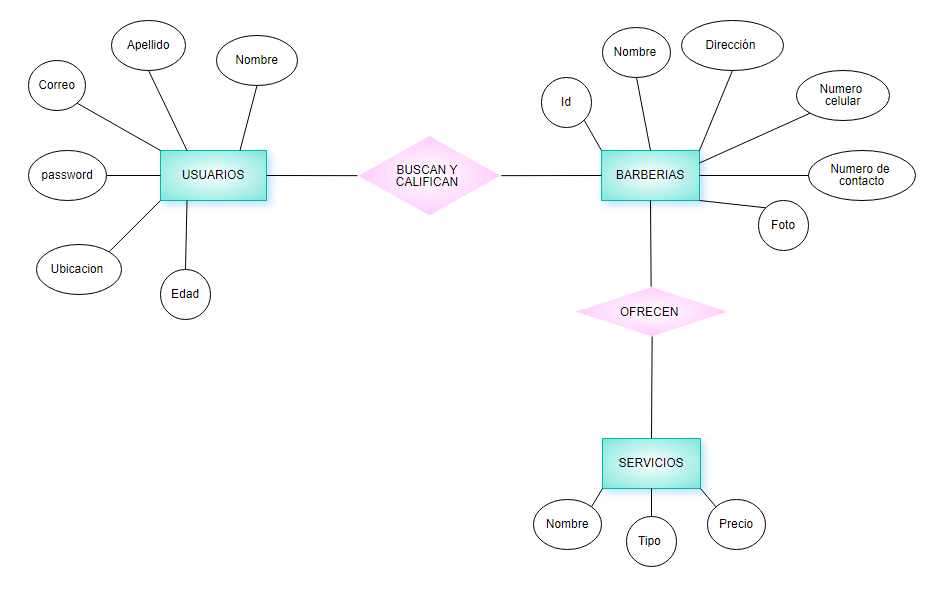 Apellido
Nombre
Correo
password
USUARIOS
Ubicacion
Edad
BUSCAN Y
CALIFICAN
Id
Nombre
Dirección
Numero
celular
BARBERIAS
Numero de
contacto
Foto
OFRECEN
SERVICIOS
Nombre
Tipo
Precio